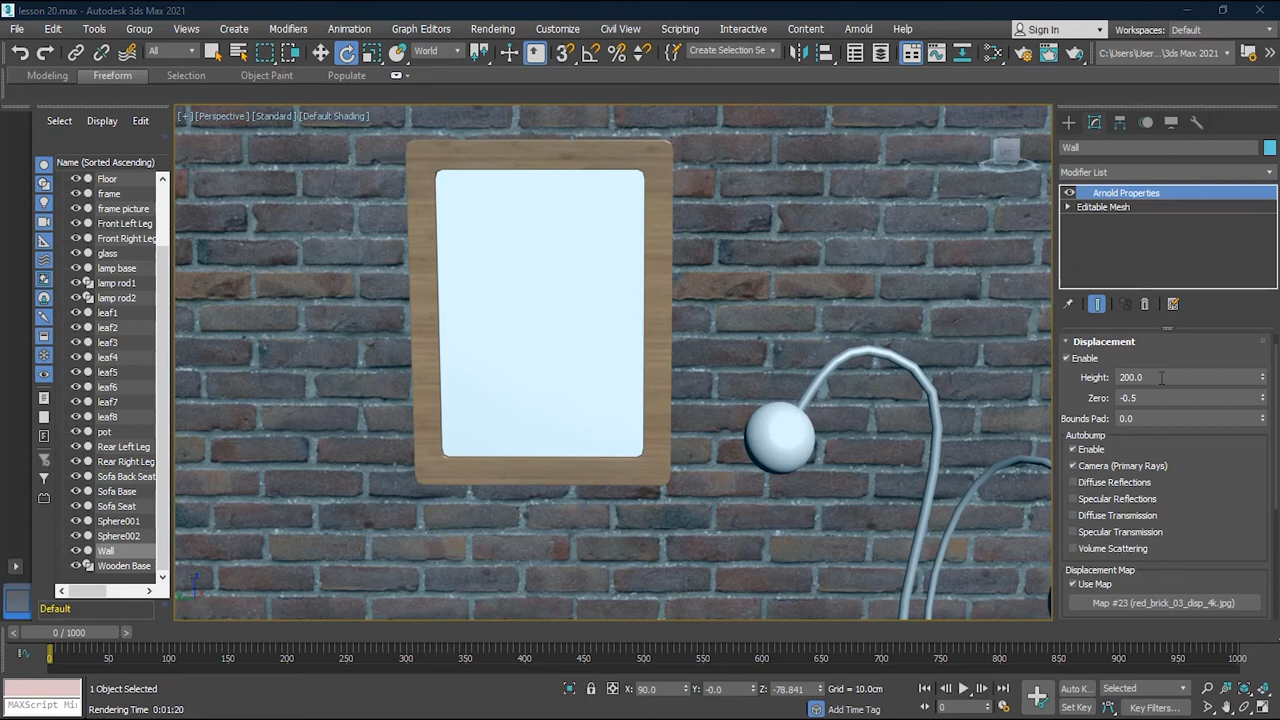 lesson 20.max - Autodesk 3ds Max 2021
File Edit Tools Group Views Create Modifiers Animation Graph Editors Rendering Customize Civil View Scripting Interactive Content Arnold Help Sign In Workspaces: Default
All World Create Selection Se C:\Users\User ...\3ds Max 2021
Modeling Freeform Selection Object Paint Populate
Select Display Edit
Name (Sorted Ascending)
Floor
frame
frame picture
Front Left Leg
Front Right Leg
glass
lamp base
lamp rod1
lamp rod2
leaf1
leaf2
leaf3
leaf4
leaf5
leaf6
leaf7
leaf8
pot
Rear Left Leg
Rear Right Leg
Sofa Back Seat
Sofa Base
Sofa Seat
Sphere001
Sphere002
Wall
Wooden Base
Default
[+] [Perspective] [Standard] [Default Shading]
Wall
Modifier List
Arnold Properties
Editable Mesh
Displacement
Enable
Height: 200.0
Zero: -0.5
Bounds Pad: 0.0
Autobump
Enable
Camera (Primary Rays)
Diffuse Reflections
Specular Reflections
Diffuse Transmission
Specular Transmission
Volume Scattering
Displacement Map
Use Map
Map #23 (red_brick_03_disp_4k.jpg)
0 / 1000
0 50 100 150 200 250 300 350 400 450 500 550 600 650 700 750 800 850 900 950 1000
1 Object Selected X: 90.0 Y: -0.0 Z: -78.841 Grid = 10.0cm Auto K... Selected
MAXScript Mi Rendering Time: 0:01:20 Add Time Tag 0 Set Key Key Filters...